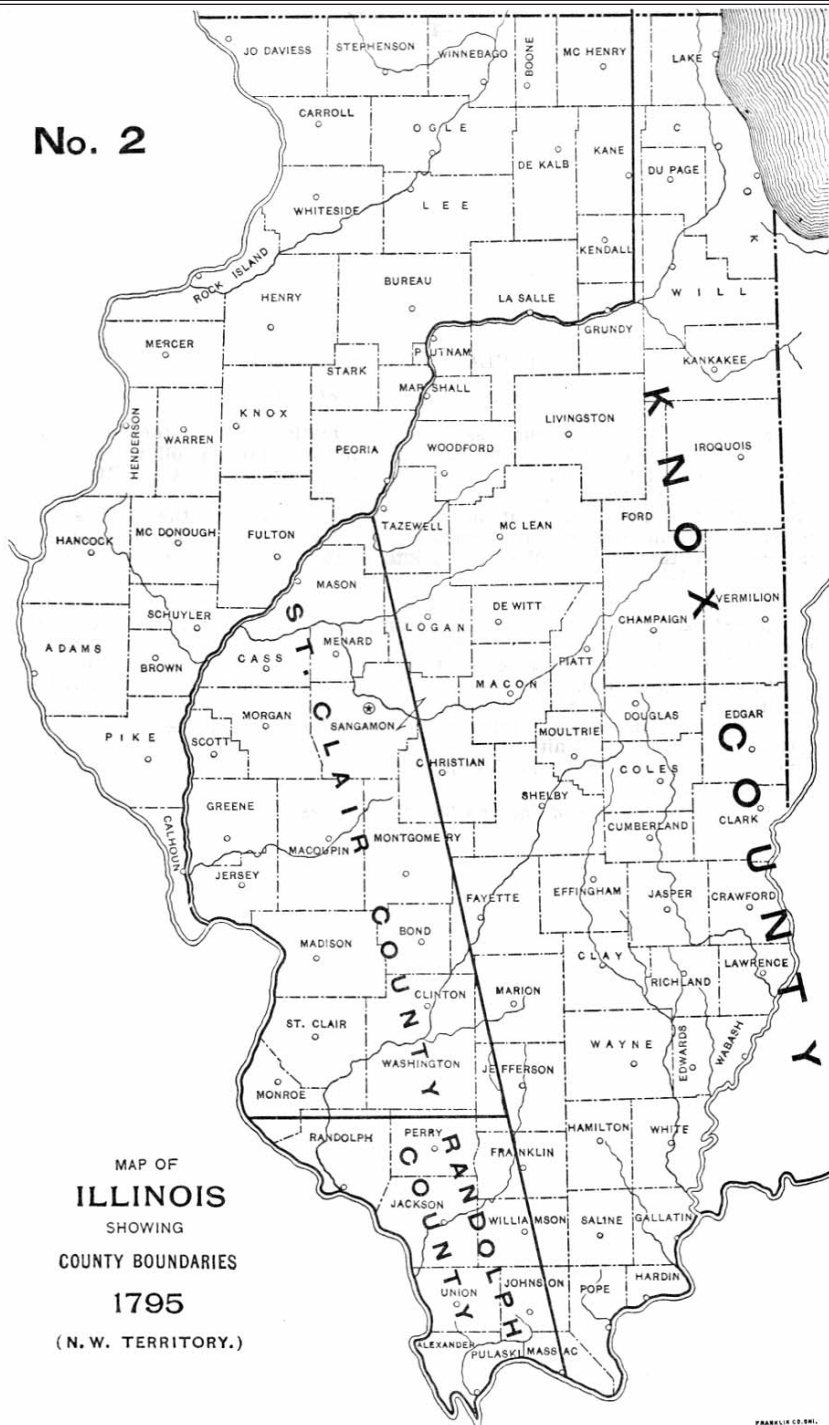 No. 2
JO DAVIESS
STEPHENSON
WINNEBAGO
BOONE
MC HENRY
LAKE
CARROLL
OGLE
DE KALB
KANE
COOK
DU PAGE
WHITESIDE
LEE
ROCK ISLAND
KENDALL
HENRY
BUREAU
LA SALLE
WILL
GRUNDY
MERCER
PUTNAM
KANKAKEE
STARK
MARSHALL
HENDERSON
WARREN
KNOX
PEORIA
WOODFORD
LIVINGSTON
IROQUOIS
HANCOCK
MC DONOUGH
FULTON
TAZEWELL
MC LEAN
FORD
MASON
VERMILION
ADAMS
SCHUYLER
BROWN
CASS
MENARD
LOGAN
DE WITT
CHAMPAIGN
PIATT
MACON
PIKE
SCOTT
MORGAN
SANGAMON
CHRISTIAN
MOULTRIE
DOUGLAS
EDGAR
COLES
SHELBY
GREENE
CALHOUN
MACOUPIN
MONTGOMERY
CUMBERLAND
CLARK
JERSEY
FAYETTE
EFFINGHAM
JASPER
CRAWFORD
MADISON
BOND
CLAY
RICHLAND
LAWRENCE
CLINTON
MARION
ST. CLAIR
WASHINGTON
JEFFERSON
WAYNE
EDWARDS
WABASH
MONROE
RANDOLPH
PERRY
FRANKLIN
HAMILTON
WHITE
JACKSON
WILLIAMSON
SALINE
GALLATIN
UNION
JOHNSON
POPE
HARDIN
ALEXANDER
PULASKI
MASSAC
KNOX COUNTY
ST. CLAIR COUNTY
RANDOLPH COUNTY
MAP OF
ILLINOIS
SHOWING
COUNTY BOUNDARIES
1795
(N. W. TERRITORY.)